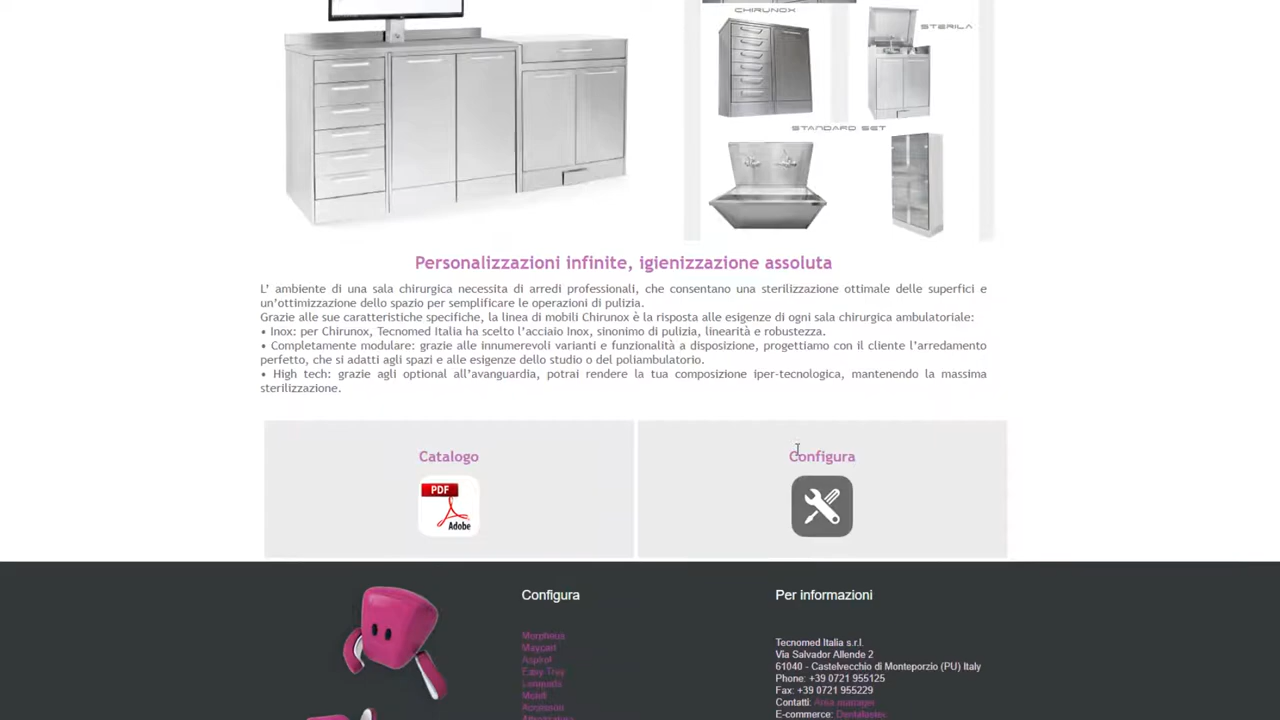 CHIRUNOX
STERILA
STANDARD SET
Personalizzazioni infinite, igienizzazione assoluta
L' ambiente di una sala chirurgica necessita di arredi professionali, che consentano una sterilizzazione ottimale delle superfici e
un'ottimizzazione dello spazio per semplificare le operazioni di pulizia.
Grazie alle sue caratteristiche specifiche, la linea di mobili Chirunox è la risposta alle esigenze di ogni sala chirurgica ambulatoriale:
• Inox: per Chirunox, Tecnomed Italia ha scelto l'acciaio Inox, sinonimo di pulizia, linearità e robustezza.
• Completamente modulare: grazie alle innumerevoli varianti e funzionalità a disposizione, progettiamo con il cliente l'arredamento
perfetto, che si adatti agli spazi e alle esigenze dello studio o del poliambulatorio.
• High tech: grazie agli optional all'avanguardia, potrai rendere la tua composizione iper-tecnologica, mantenendo la massima
sterilizzazione.
Catalogo
Configura
PDF
Adobe
Configura
Per informazioni
Morpheus
Maycart
Aspirol
Easy Tray
Tecnomed Italia s.r.l.
Via Salvador Allende 2
61040 - Castelvecchio di Monteporzio (PU) Italy
Phone: +39 0721 955125
Fax: +39 0721 955229
Contatti: Area manager
E-commerce: Dentaltastec